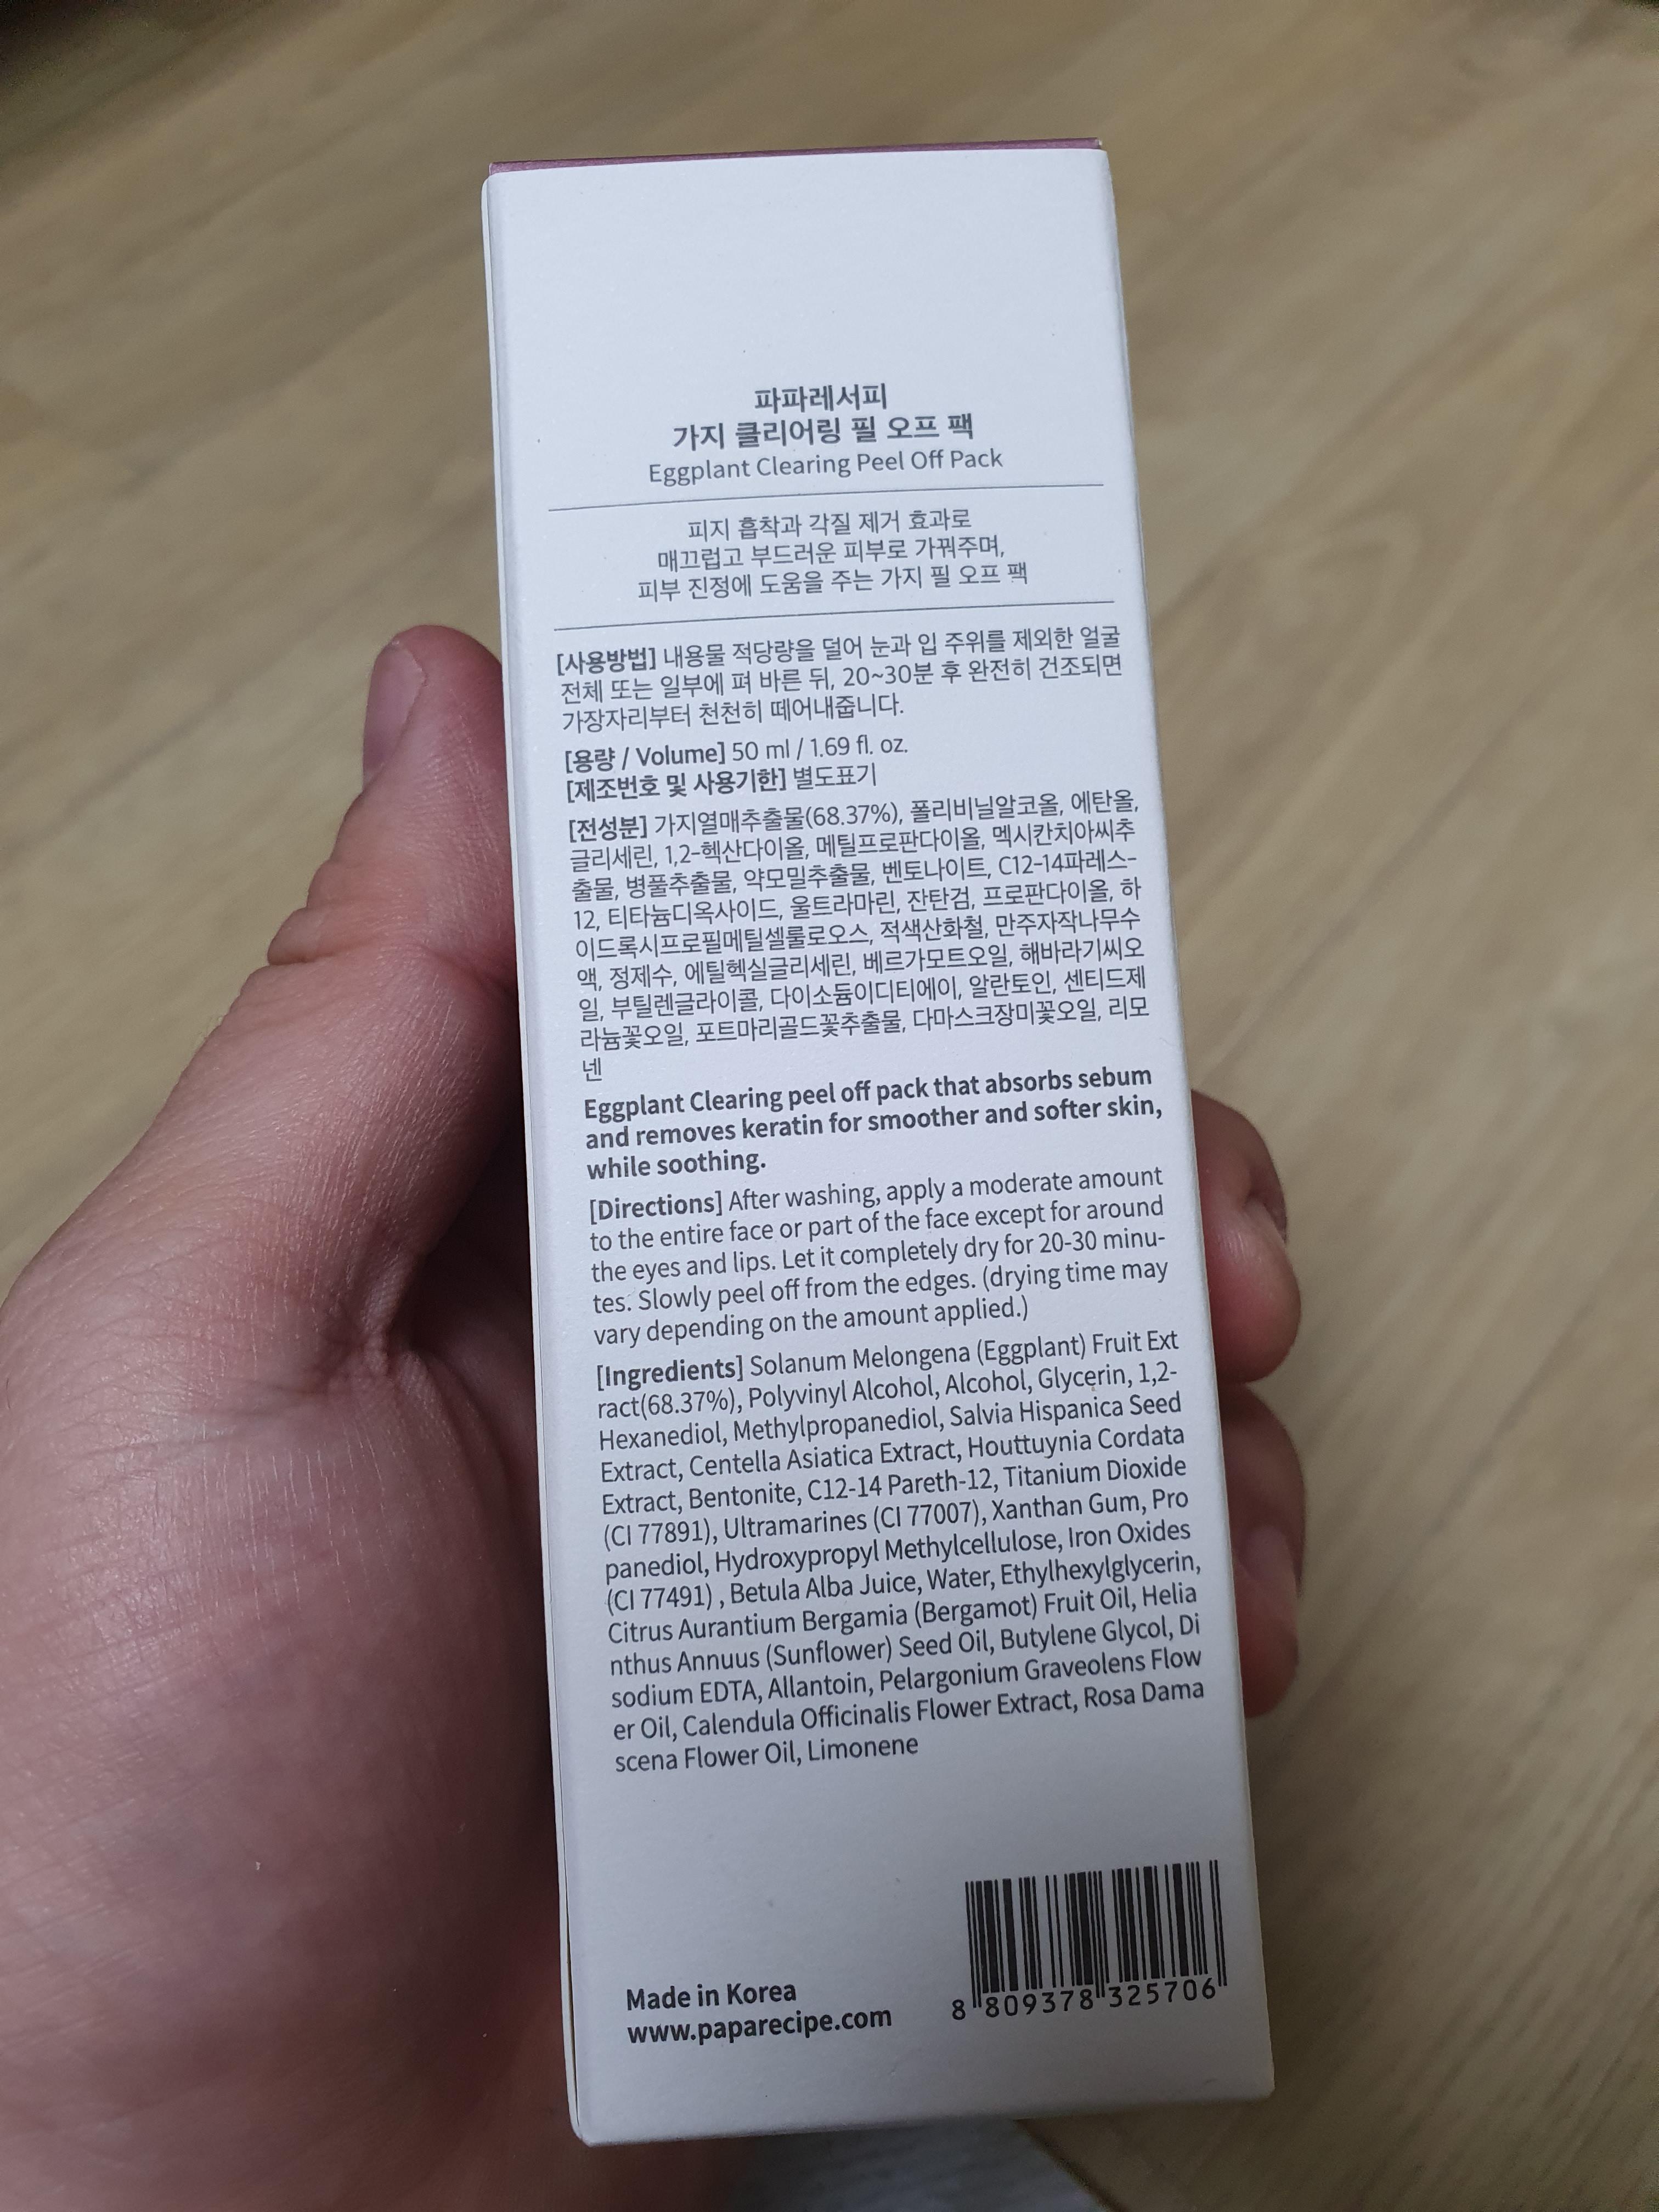 파파레서피
가지 클리어링 필 오프 팩
Eggplant Clearing Peel Off Pack
피지 흡착과 각질 제거 효과로
매끄럽고 부드러운 피부로 가꿔주며,
피부 진정에 도움을 주는 가지 필 오프 팩
[사용방법] 내용물 적당량을 덜어 눈과 입 주위를 제외한 얼굴
전체 또는 일부에 펴 바른 뒤, 20~30분 후 완전히 건조되면
가장자리부터 천천히 떼어내줍니다.
[용량 / Volume] 50 ml / 1.69 fl. oz.
[제조번호 및 사용기한] 별도표기
[전성분] 가지열매추출물(68.37%), 폴리비닐알코올, 에탄올,
글리세린, 1,2-헥산다이올, 메틸프로판다이올, 멕시칸치아씨추
출물, 병풀추출물, 약모밀추출물, 벤토나이트, C12-14파레스-
12, 티타늄디옥사이드, 울트라마린, 잔탄검, 프로판다이올, 하
이드록시프로필메틸셀룰로오스, 적색산화철, 만주자작나무수
액, 정제수, 에틸헥실글리세린, 베르가모트오일, 해바라기씨오
일, 부틸렌글라이콜, 다이소듐이디티에이, 알란토인, 센티드제
라늄꽃오일, 포트마리골드꽃추출물, 다마스크장미꽃오일, 리모
넨
Eggplant Clearing peel off pack that absorbs sebum
and removes keratin for smoother and softer skin,
while soothing.
[Directions] After washing, apply a moderate amount
to the entire face or part of the face except for around
the eyes and lips. Let it completely dry for 20-30 minu-
tes. Slowly peel off from the edges. (drying time may
vary depending on the amount applied.)
[Ingredients] Solanum Melongena (Eggplant) Fruit Ext
ract(68.37%), Polyvinyl Alcohol, Alcohol, Glycerin, 1,2-
Hexanediol, Methylpropanediol, Salvia Hispanica Seed
Extract, Centella Asiatica Extract, Houttuynia Cordata
Extract, Bentonite, C12-14 Pareth-12, Titanium Dioxide
(CI 77891), Ultramarines (CI 77007), Xanthan Gum, Pro
panediol, Hydroxypropyl Methylcellulose, Iron Oxides
(CI 77491) , Betula Alba Juice, Water, Ethylhexylglycerin,
Citrus Aurantium Bergamia (Bergamot) Fruit Oil, Helia
nthus Annuus (Sunflower) Seed Oil, Butylene Glycol, Di
sodium EDTA, Allantoin, Pelargonium Graveolens Flow
er Oil, Calendula Officinalis Flower Extract, Rosa Dama
scena Flower Oil, Limonene
Made in Korea
www.paparecipe.com
8 809378 325706